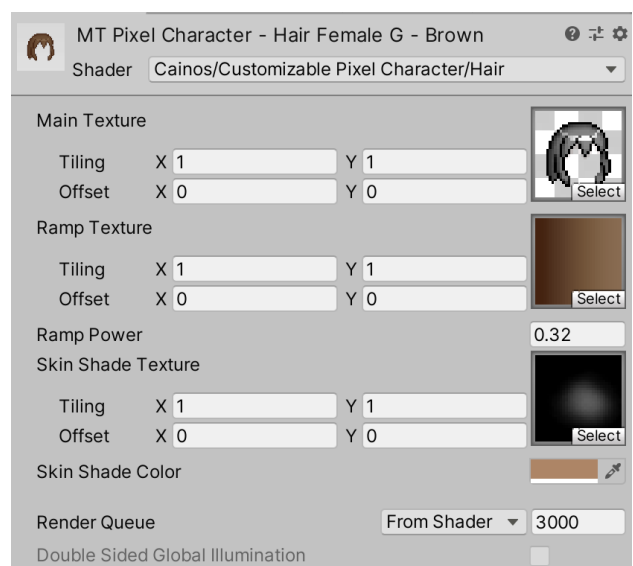 MT Pixel Character - Hair Female G - Brown
Shader Cainos/Customizable Pixel Character/Hair
Main Texture
Tiling X 1 Y 1
Offset X 0 Y 0
Select
Ramp Texture
Tiling X 1 Y 1
Offset X 0 Y 0
Select
Ramp Power 0.32
Skin Shade Texture
Tiling X 1 Y 1
Offset X 0 Y 0
Select
Skin Shade Color
Render Queue From Shader 3000
Double Sided Global Illumination